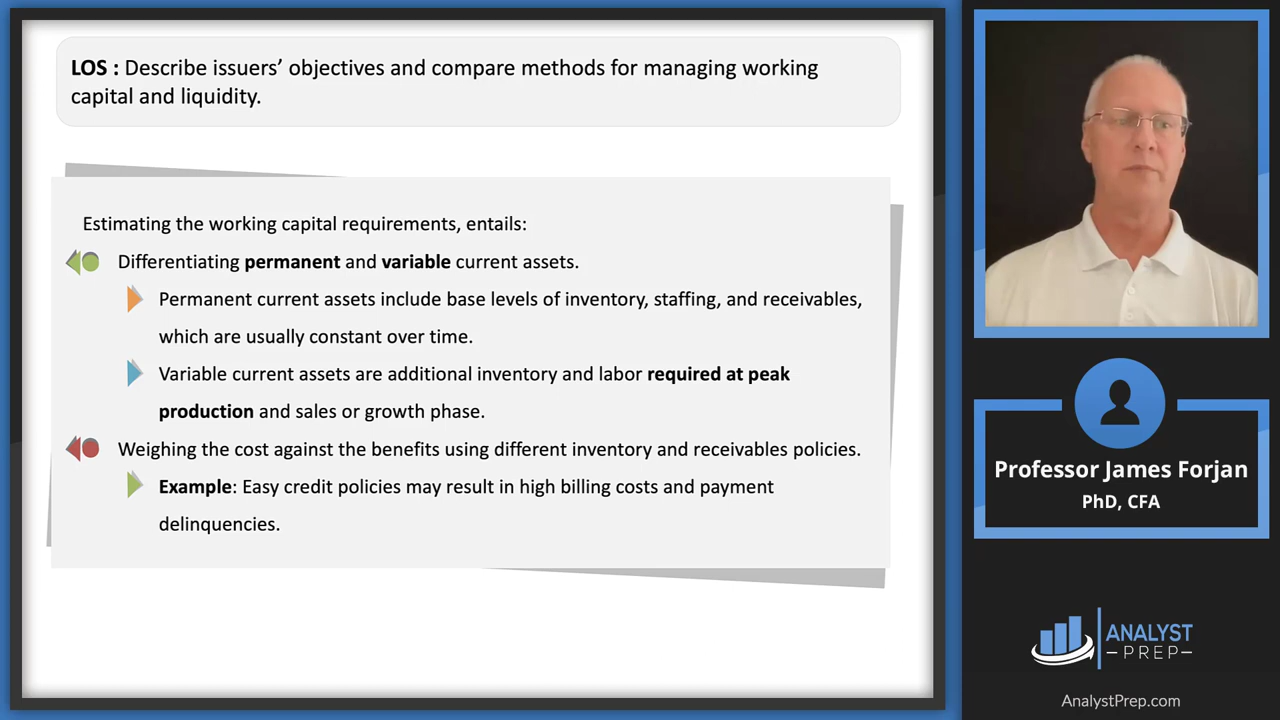 LOS : Describe issuers’ objectives and compare methods for managing working
capital and liquidity.
Estimating the working capital requirements, entails:
Differentiating permanent and variable current assets.
Permanent current assets include base levels of inventory, staffing, and receivables,
which are usually constant over time.
Variable current assets are additional inventory and labor required at peak
production and sales or growth phase.
Weighing the cost against the benefits using different inventory and receivables policies.
Example: Easy credit policies may result in high billing costs and payment
delinquencies.
Professor James Forjan
PhD, CFA
ANALYST
PREP
AnalystPrep.com